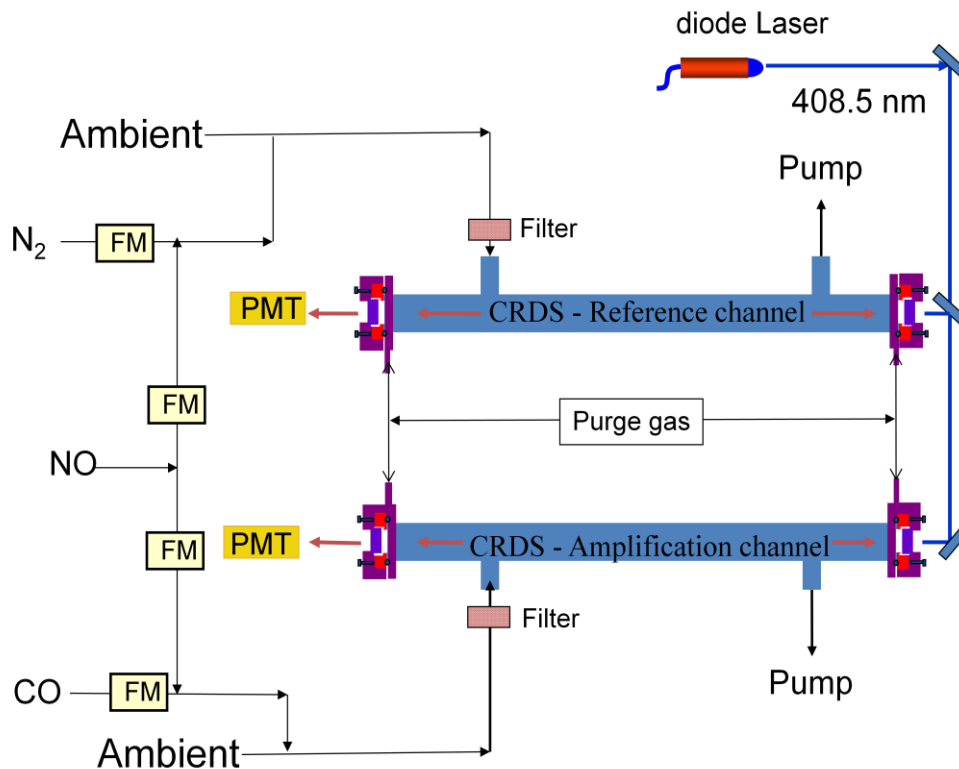 diode Laser
408.5 nm
Ambient
Pump
N2
FM
Filter
PMT
CRDS - Reference channel
FM
Purge gas
NO
FM
PMT
CRDS - Amplification channel
Filter
CO
FM
Pump
Ambient